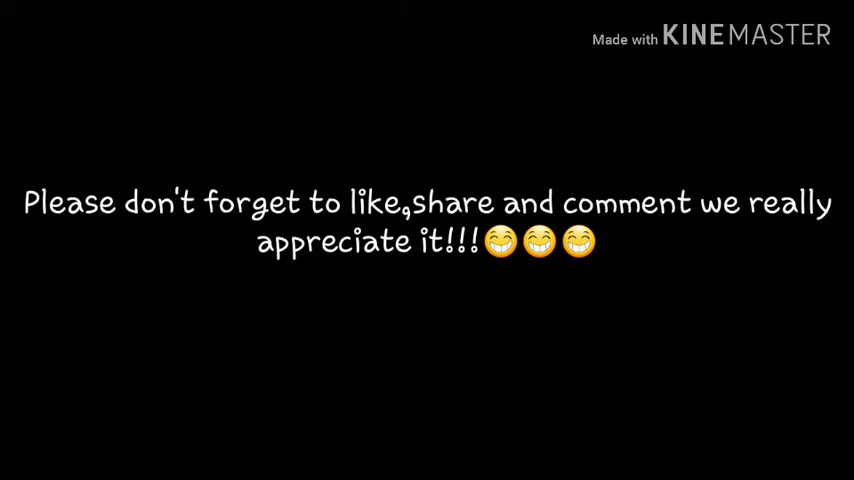 Made with KINEMASTER
Please don't forget to like,share and comment we really
appreciate it!!!😁😁😁